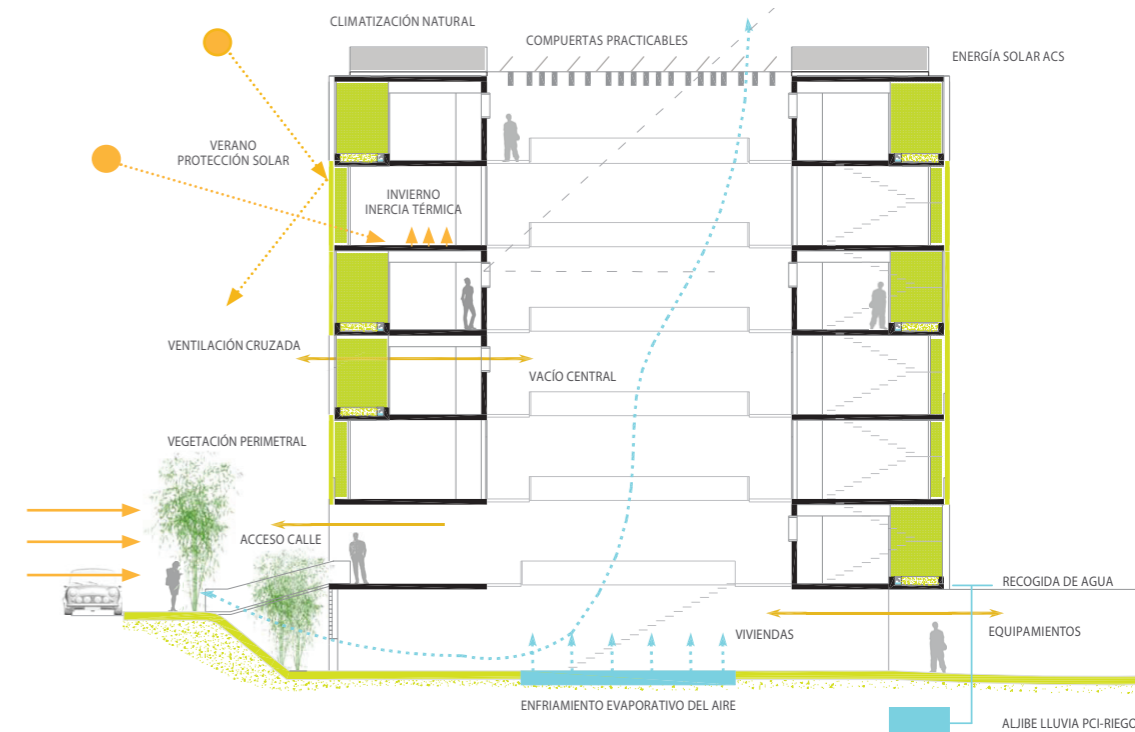 CLIMATIZACIÓN NATURAL
COMPUERTAS PRACTICABLES
ENERGÍA SOLAR ACS
VERANO
PROTECCIÓN SOLAR
INVIERNO
INERCIA TÉRMICA
VENTILACIÓN CRUZADA
VACÍO CENTRAL
VEGETACIÓN PERIMETRAL
ACCESO CALLE
RECOGIDA DE AGUA
VIVIENDAS
EQUIPAMIENTOS
ENFRIAMIENTO EVAPORATIVO DEL AIRE
ALJIBE LLUVIA PCI-RIEGO